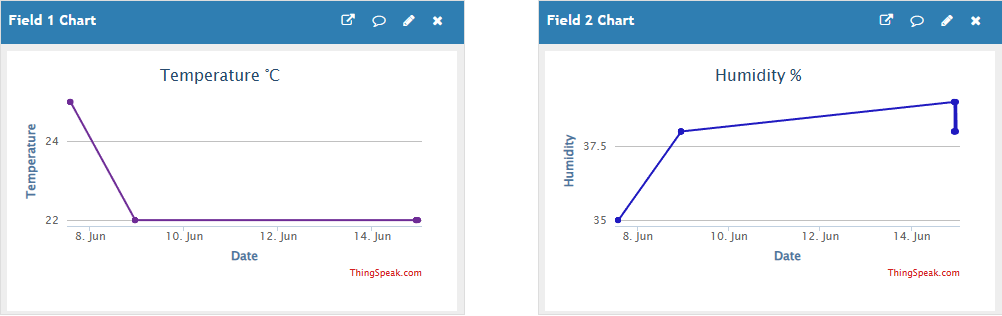 Field 1 Chart
Temperature °C
Temperature
24
22
8. Jun
10. Jun
12. Jun
14. Jun
Date
ThingSpeak.com
Field 2 Chart
Humidity %
Humidity
37.5
35
8. Jun
10. Jun
12. Jun
14. Jun
Date
ThingSpeak.com